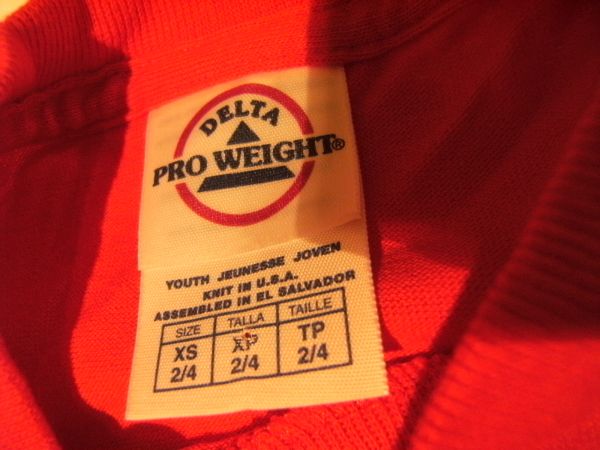 DELTA
PRO WEIGHT®
YOUTH JEUNESSE JOVEN
KNIT IN U.S.A.
ASSEMBLED IN EL SALVADOR
SIZE TALLA TAILLE
XS XP TP
2/4 2/4 2/4